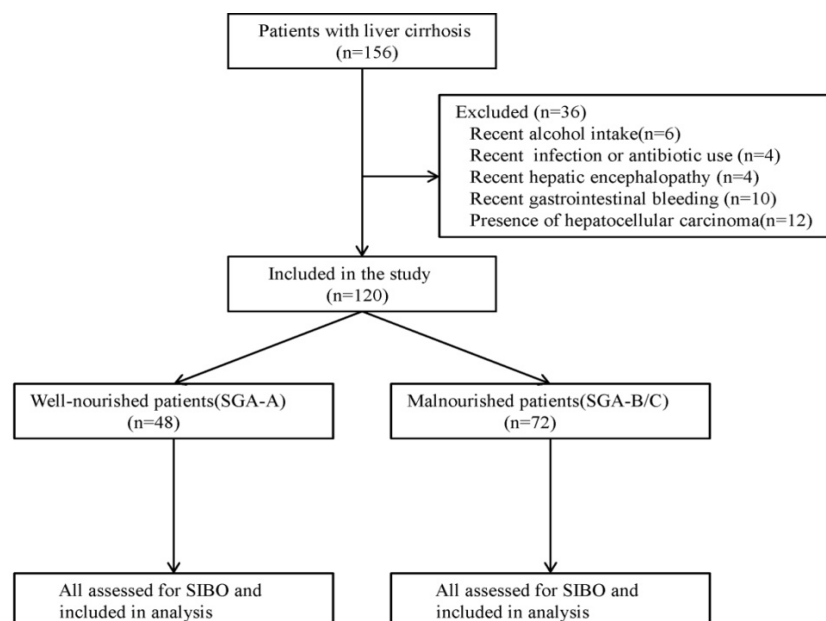 Patients with liver cirrhosis
(n=156)
Excluded (n=36)
Recent alcohol intake(n=6)
Recent infection or antibiotic use (n=4)
Recent hepatic encephalopathy (n=4)
Recent gastrointestinal bleeding (n=10)
Presence of hepatocellular carcinoma(n=12)
Included in the study
(n=120)
Well-nourished patients(SGA-A)
(n=48)
Malnourished patients(SGA-B/C)
(n=72)
All assessed for SIBO and
included in analysis
All assessed for SIBO and
included in analysis